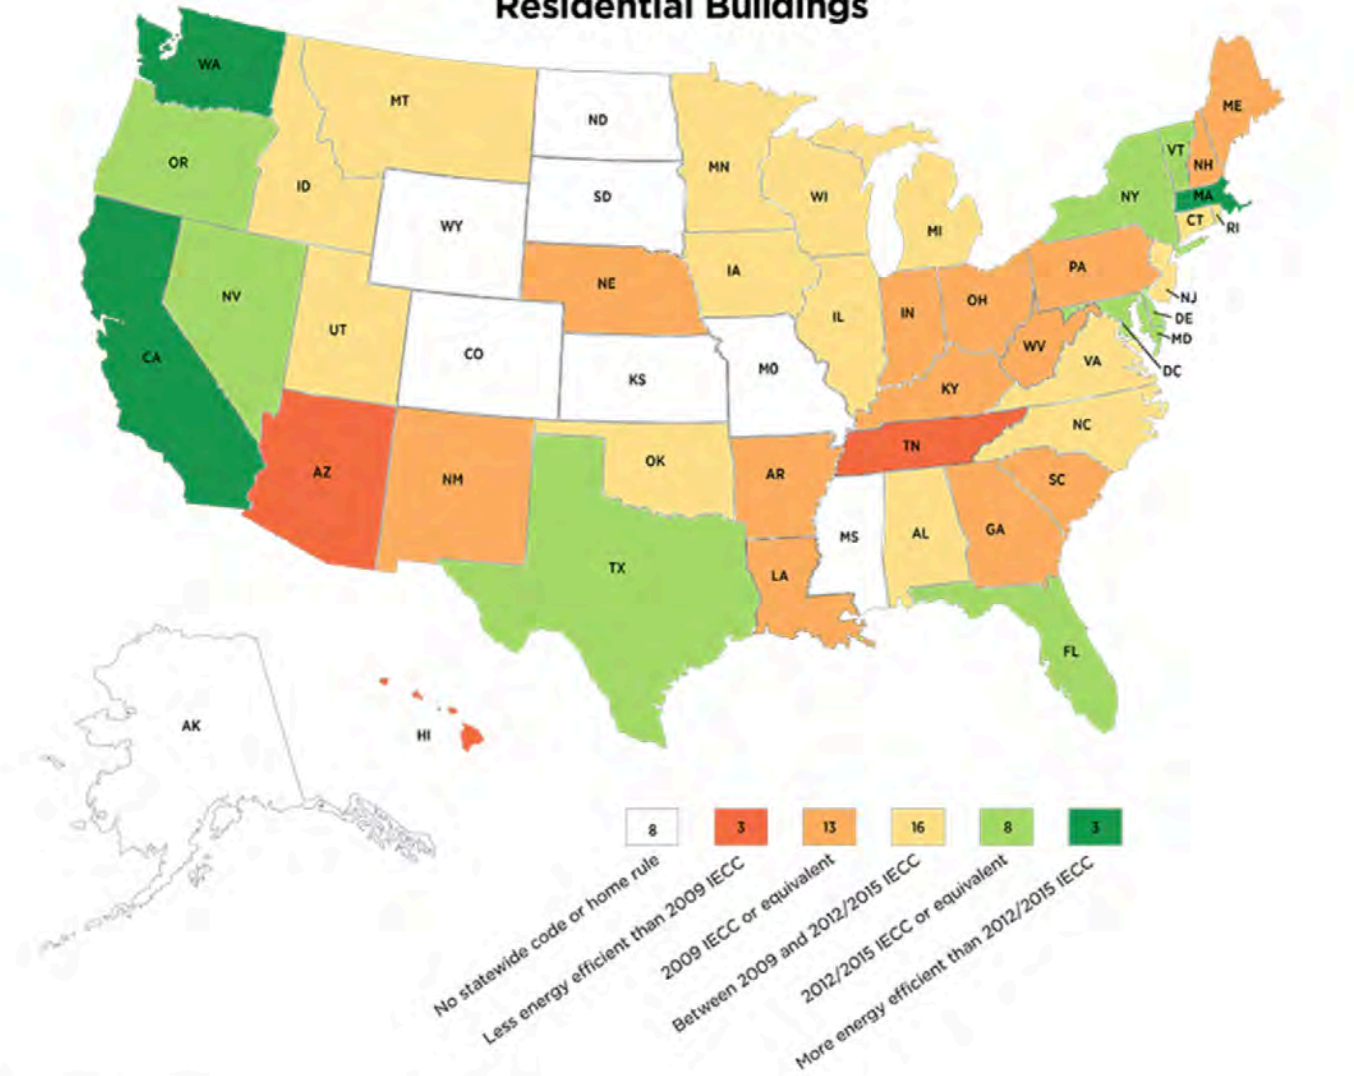 Residential Buildings
WA
MT
ND
ME
OR
ID
MN
VT
NH
SD
WI
NY
MA
WY
CT
RI
MI
IA
NE
PA
NV
NJ
OH
IN
IL
DE
UT
MD
WV
CO
VA
CA
MO
DC
KS
KY
NC
TN
OK
AZ
NM
AR
SC
GA
AL
MS
TX
LA
FL
AK
HI
8 3 13 16 8 3
No statewide code or home rule
Less energy efficient than 2009 IECC
2009 IECC or equivalent
Between 2009 and 2012/2015 IECC
2012/2015 IECC or equivalent
More energy efficient than 2012/2015 IECC